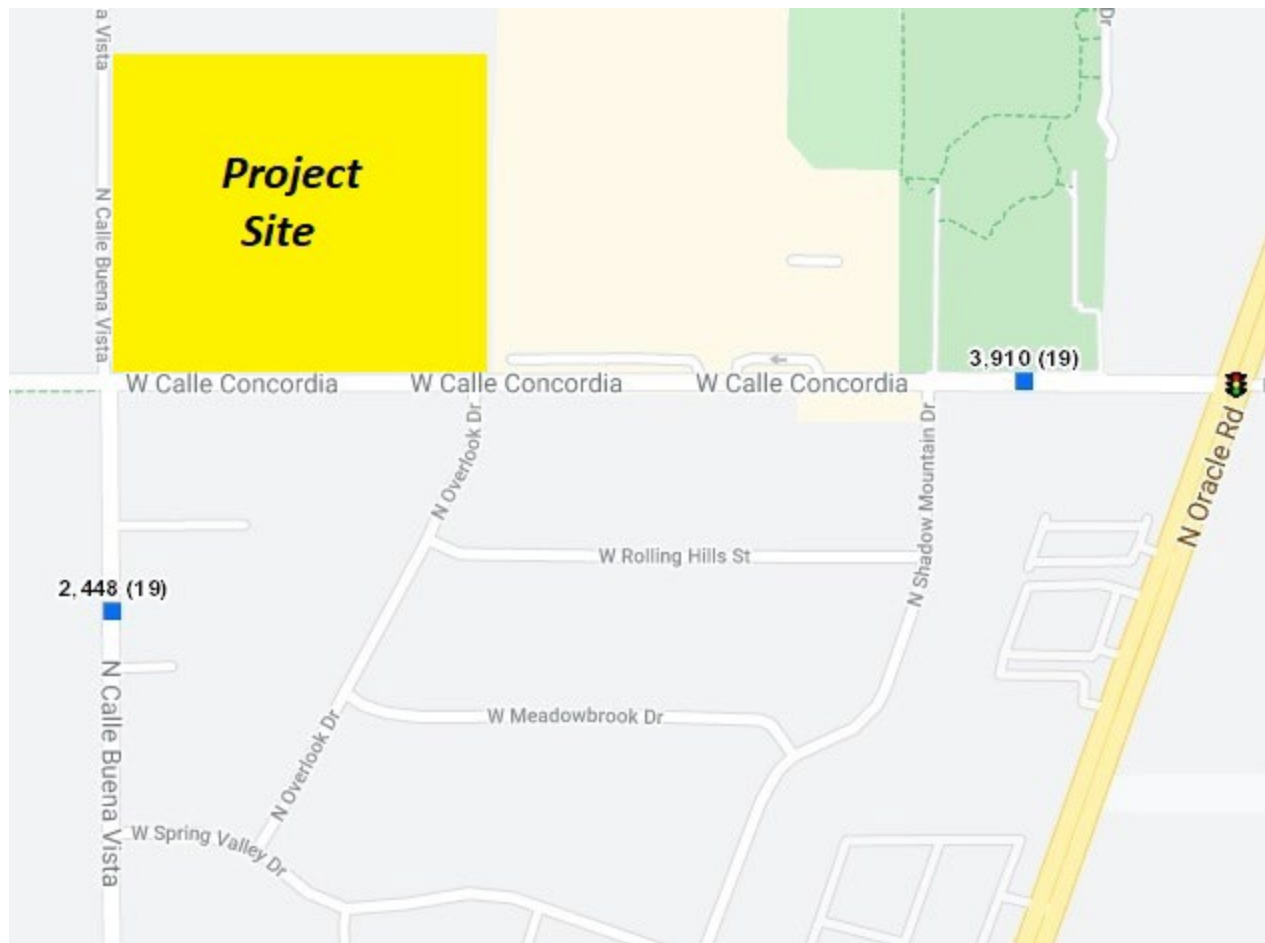 a Vista
Dr
Project
Site
N Calle Buena Vista
3,910 (19)
W Calle Concordia
W Calle Concordia
W Calle Concordia
N Overlook Dr
N Shadow Mountain Dr
N Oracle Rd
W Rolling Hills St
2,448 (19)
N Calle Buena Vista
W Meadowbrook Dr
N Overlook Dr
W Spring Valley Dr